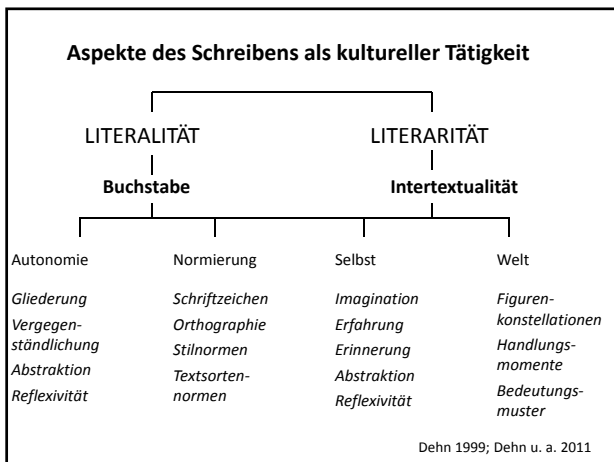 Aspekte des Schreibens als kultureller Tätigkeit
LITERALITÄT
LITERARITÄT
Buchstabe
Intertextualität
Autonomie
Gliederung
Vergegen-
ständlichung
Abstraktion
Reflexivität
Normierung
Schriftzeichen
Orthographie
Stilnormen
Textsorten-
normen
Selbst
Imagination
Erfahrung
Erinnerung
Abstraktion
Reflexivität
Welt
Figuren-
konstellationen
Handlungs-
momente
Bedeutungs-
muster
Dehn 1999; Dehn u. a. 2011